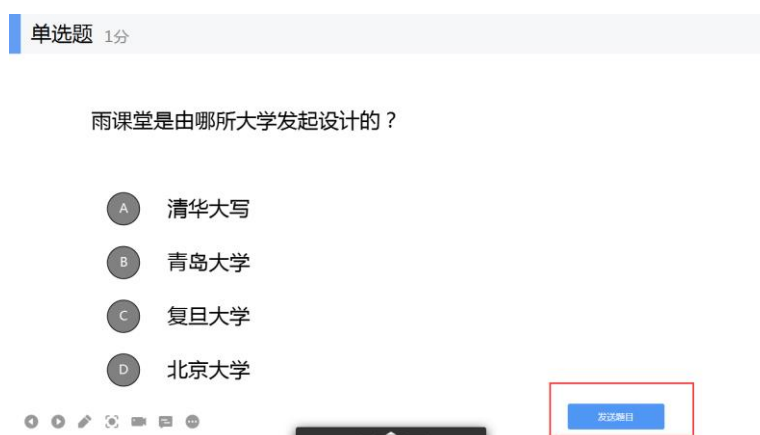 单选题 1分
雨课堂是由哪所大学发起设计的？
A 清华大写
B 青岛大学
C 复旦大学
D 北京大学
发送题目